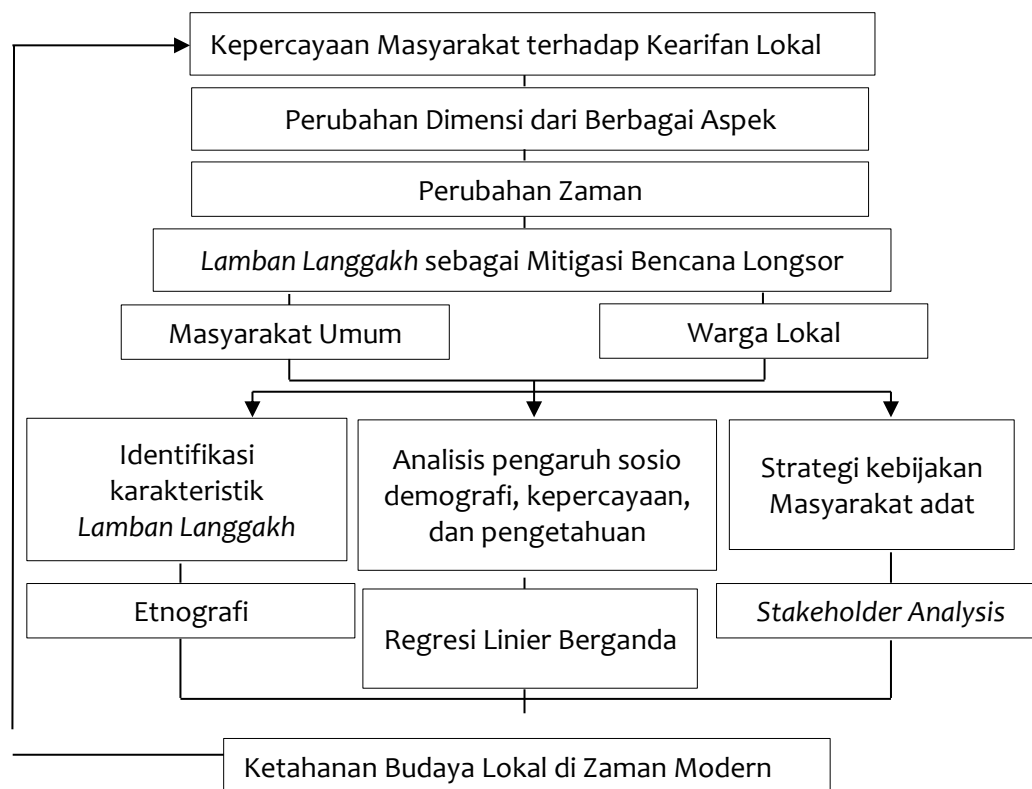 Kepercayaan Masyarakat terhadap Kearifan Lokal
Perubahan Dimensi dari Berbagai Aspek
Perubahan Zaman
Lamban Langgakh sebagai Mitigasi Bencana Longsor
Masyarakat Umum
Warga Lokal
Identifikasi
karakteristik
Lamban Langgakh
Analisis pengaruh sosio
demografi, kepercayaan,
dan pengetahuan
Strategi kebijakan
Masyarakat adat
Etnografi
Regresi Linier Berganda
Stakeholder Analysis
Ketahanan Budaya Lokal di Zaman Modern